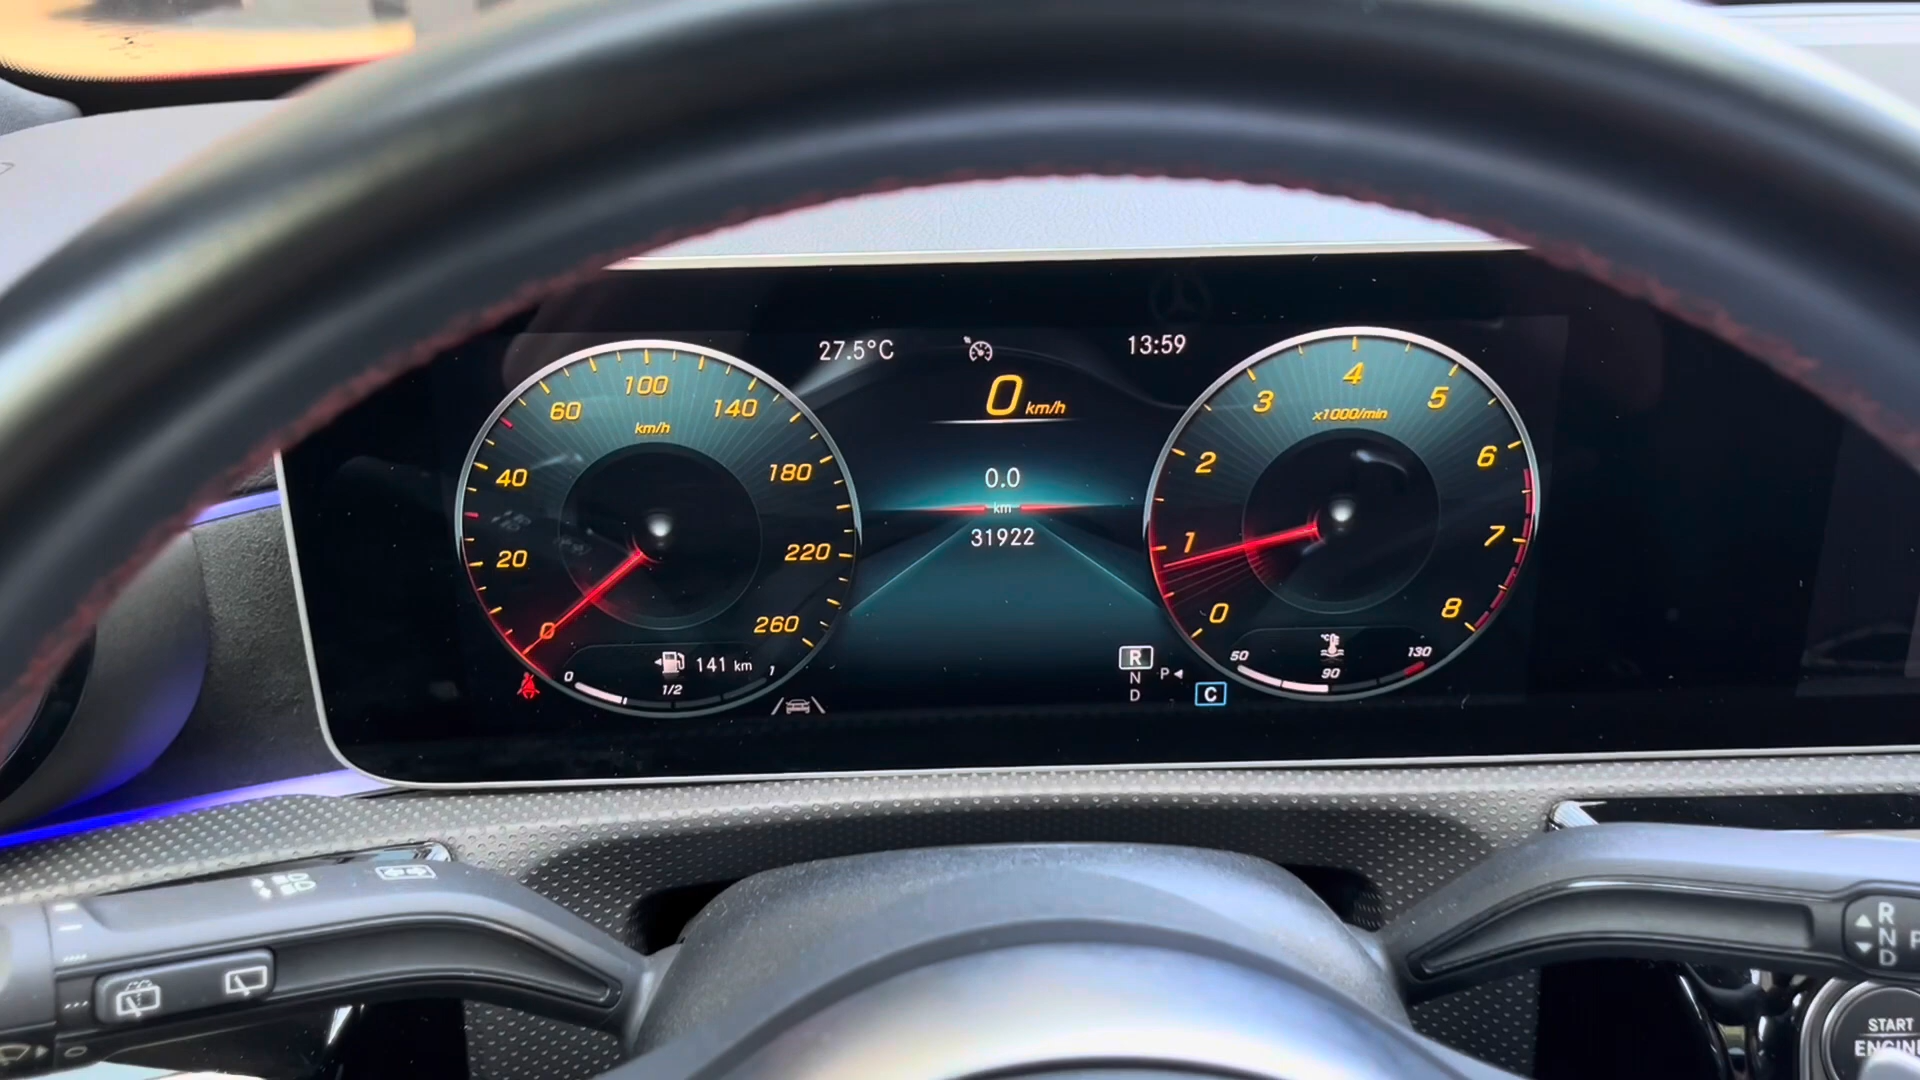 27.5°C
13:59
0 km/h
0.0
km
31922
100
60
140
km/h
40
180
20
220
0
260
141 km
0
1/2
1
4
3
5
x1000/min
2
6
1
7
0
8
50
90
130
°C
R
N
D
P
C
R
N
D
P
START
ENGINE